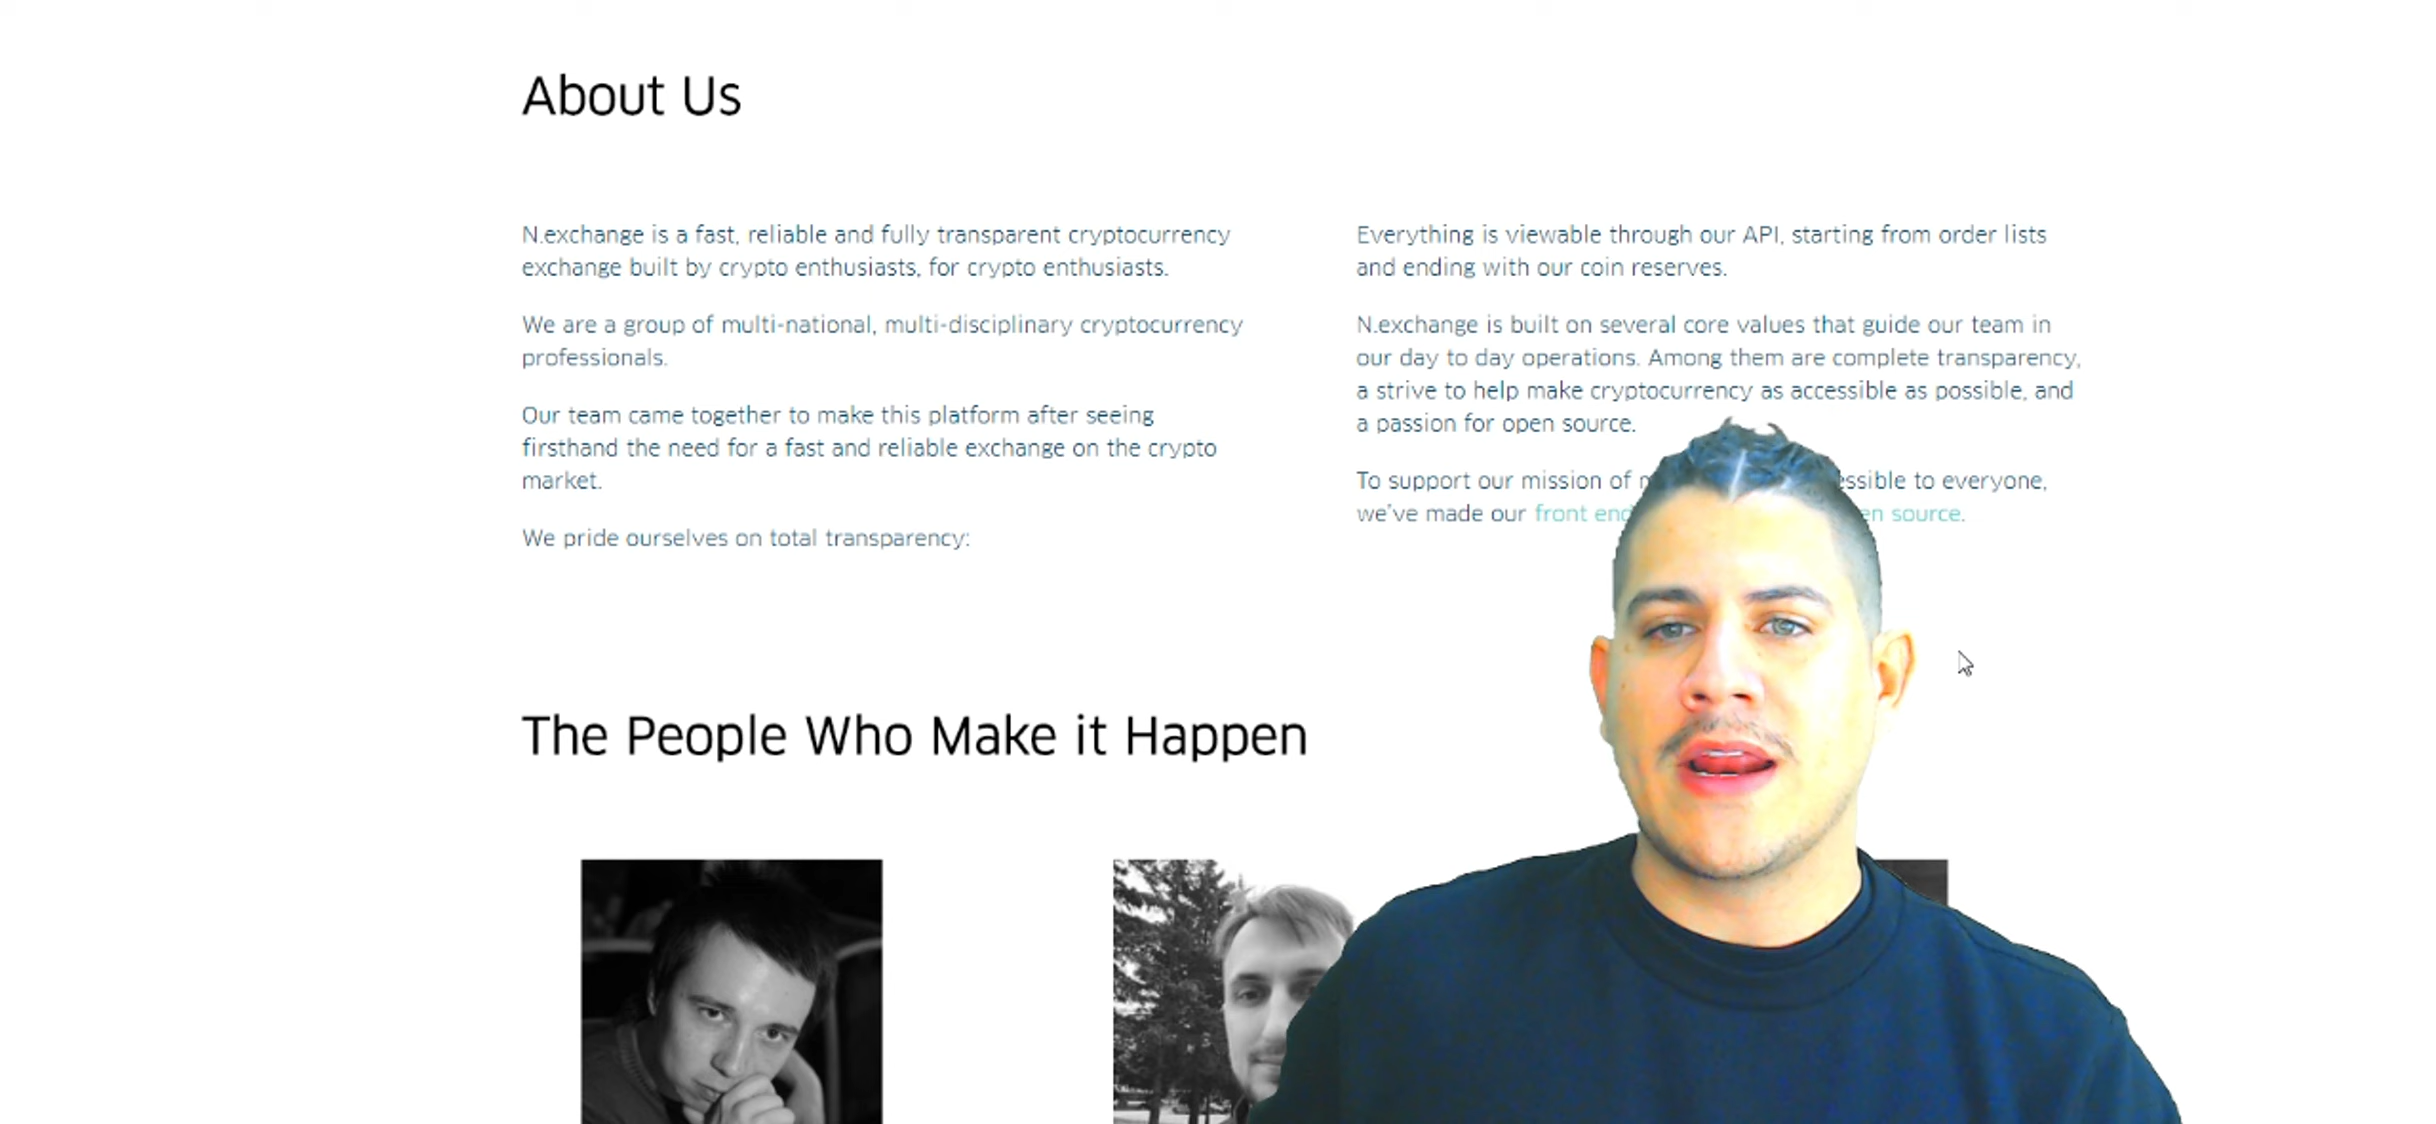 About Us
N.exchange is a fast, reliable and fully transparent cryptocurrency
exchange built by crypto enthusiasts, for crypto enthusiasts.
We are a group of multi-national, multi-disciplinary cryptocurrency
professionals.
Our team came together to make this platform after seeing
firsthand the need for a fast and reliable exchange on the crypto
market.
We pride ourselves on total transparency:
Everything is viewable through our API, starting from order lists
and ending with our coin reserves.
N.exchange is built on several core values that guide our team in
our day to day operations. Among them are complete transparency,
a strive to help make cryptocurrency as accessible as possible, and
a passion for open source.
To support our mission of to everyone,
we've made our front source.
The People Who Make it Happen